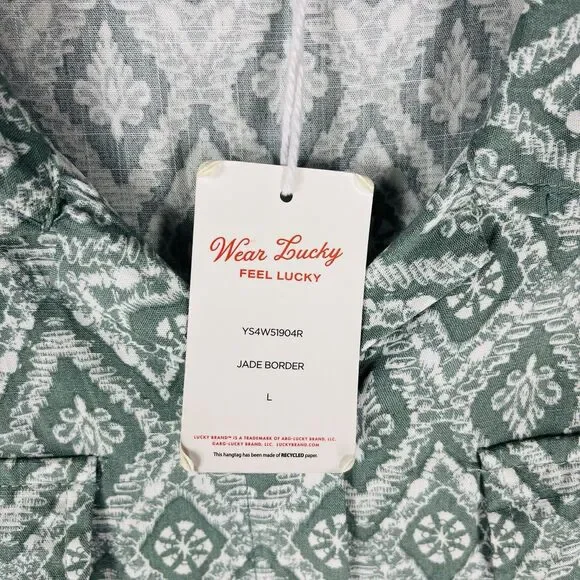 Wear Lucky
FEEL LUCKY
YS4W51904R
JADE BORDER
L
LUCKY BRAND™ IS A TRADEMARK OF ABG-LUCKY BRAND, LLC.
©ABG-LUCKY BRAND, LLC. LUCKYBRAND.COM
This hangtag has been made of RECYCLED paper.